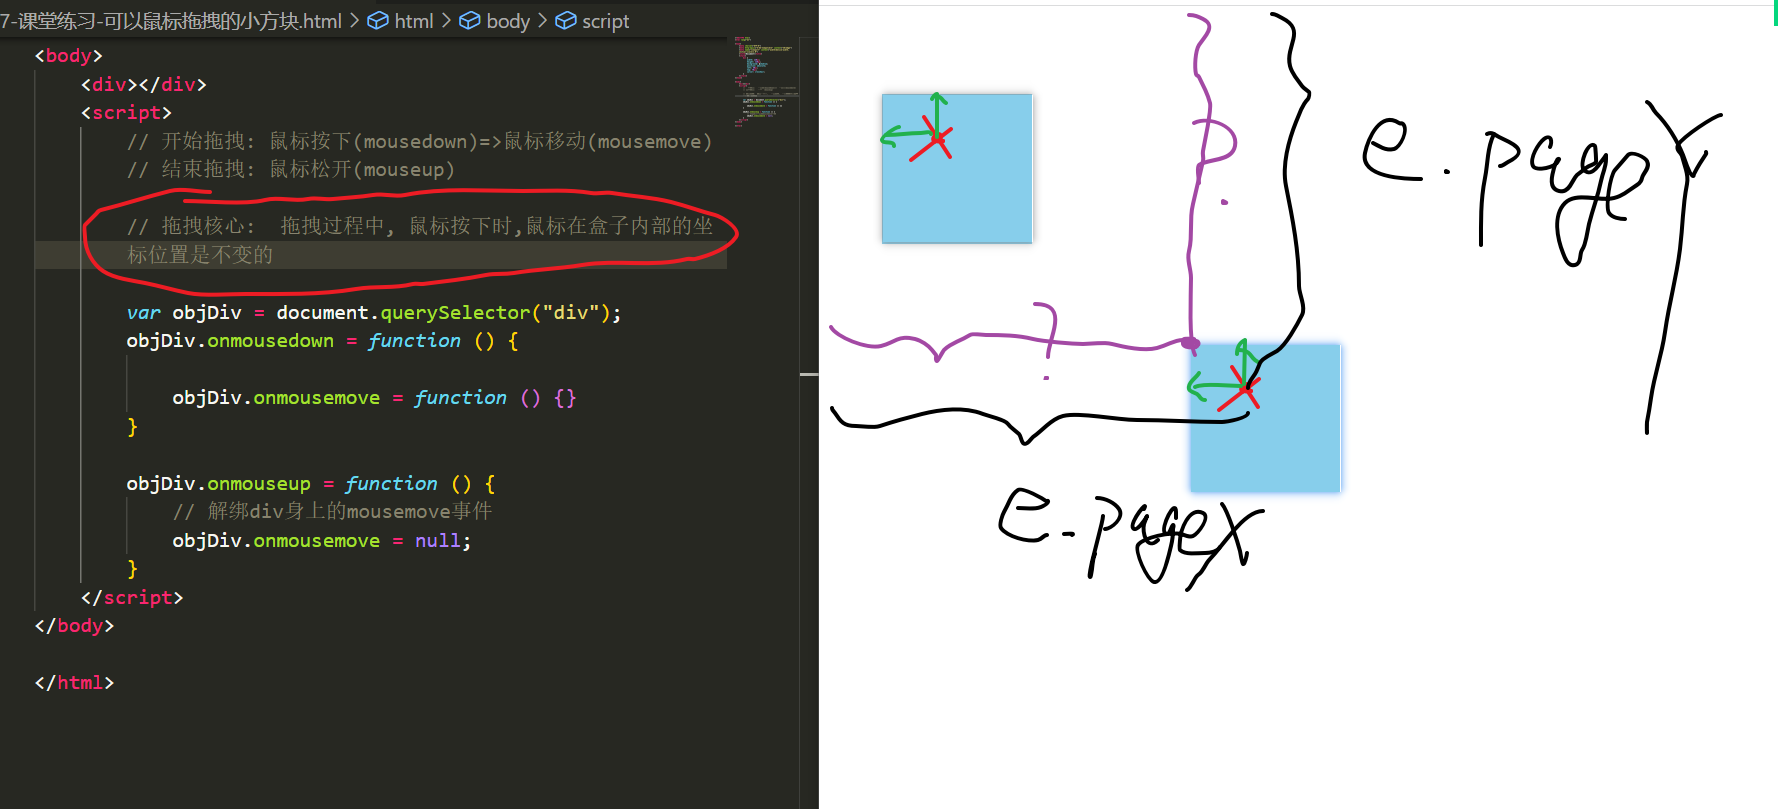 7-课堂练习-可以鼠标拖拽的小方块.html > html > body > script
<body>
<div></div>
<script>
// 开始拖拽: 鼠标按下(mousedown)=>鼠标移动(mousemove)
// 结束拖拽: 鼠标松开(mouseup)
// 拖拽核心:  拖拽过程中, 鼠标按下时,鼠标在盒子内部的坐
标位置是不变的
var objDiv = document.querySelector("div");
objDiv.onmousedown = function () {
objDiv.onmousemove = function () {}
}
objDiv.onmouseup = function () {
// 解绑div身上的mousemove事件
objDiv.onmousemove = null;
}
</script>
</body>
</html>
?
e.pageY
?
e.pageX